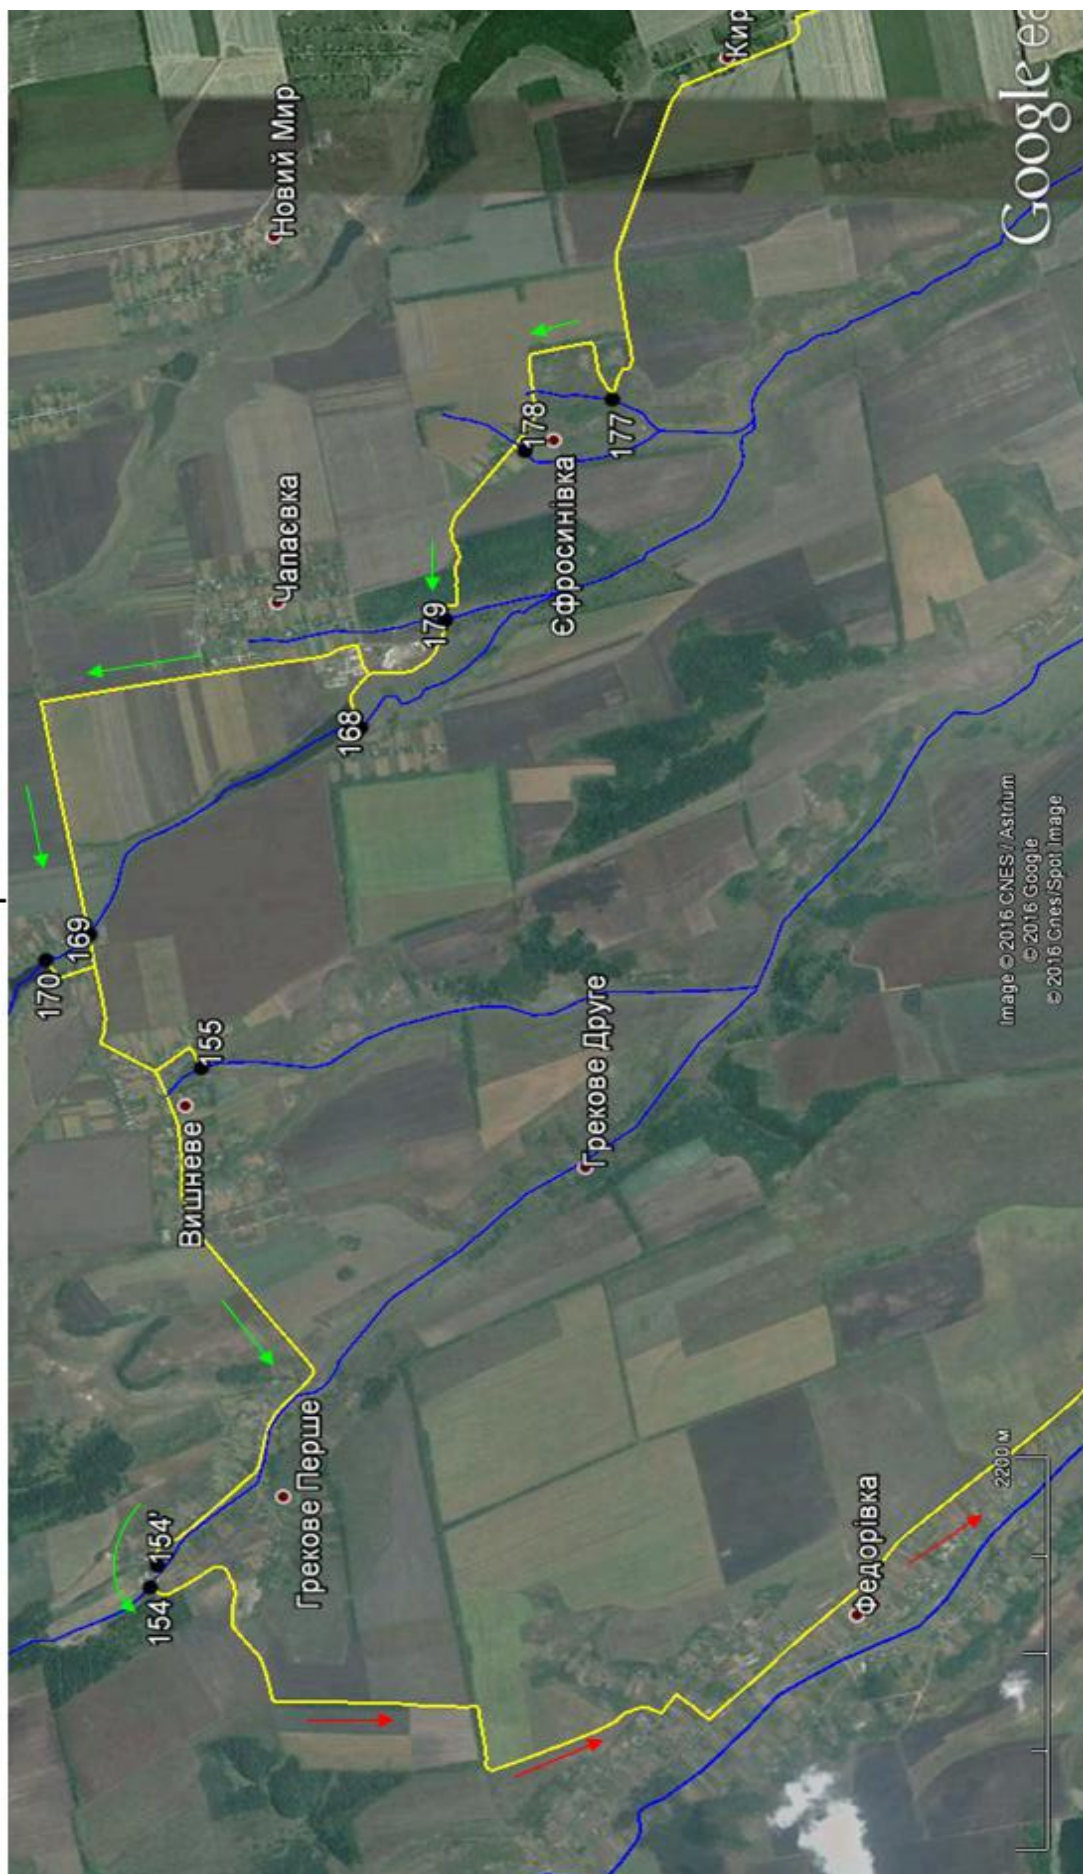 Новий Мир
Кир
Google ea
Чапаєвка
178
177
Єфросинівка
179
168
169
170
155
Вишневе
Грекове Друге
Грекове Перше
154'
154
Федорівка
2200 м
Image © 2016 CNES / Astrium
© 2016 Google
© 2016 Cnes/Spot Image